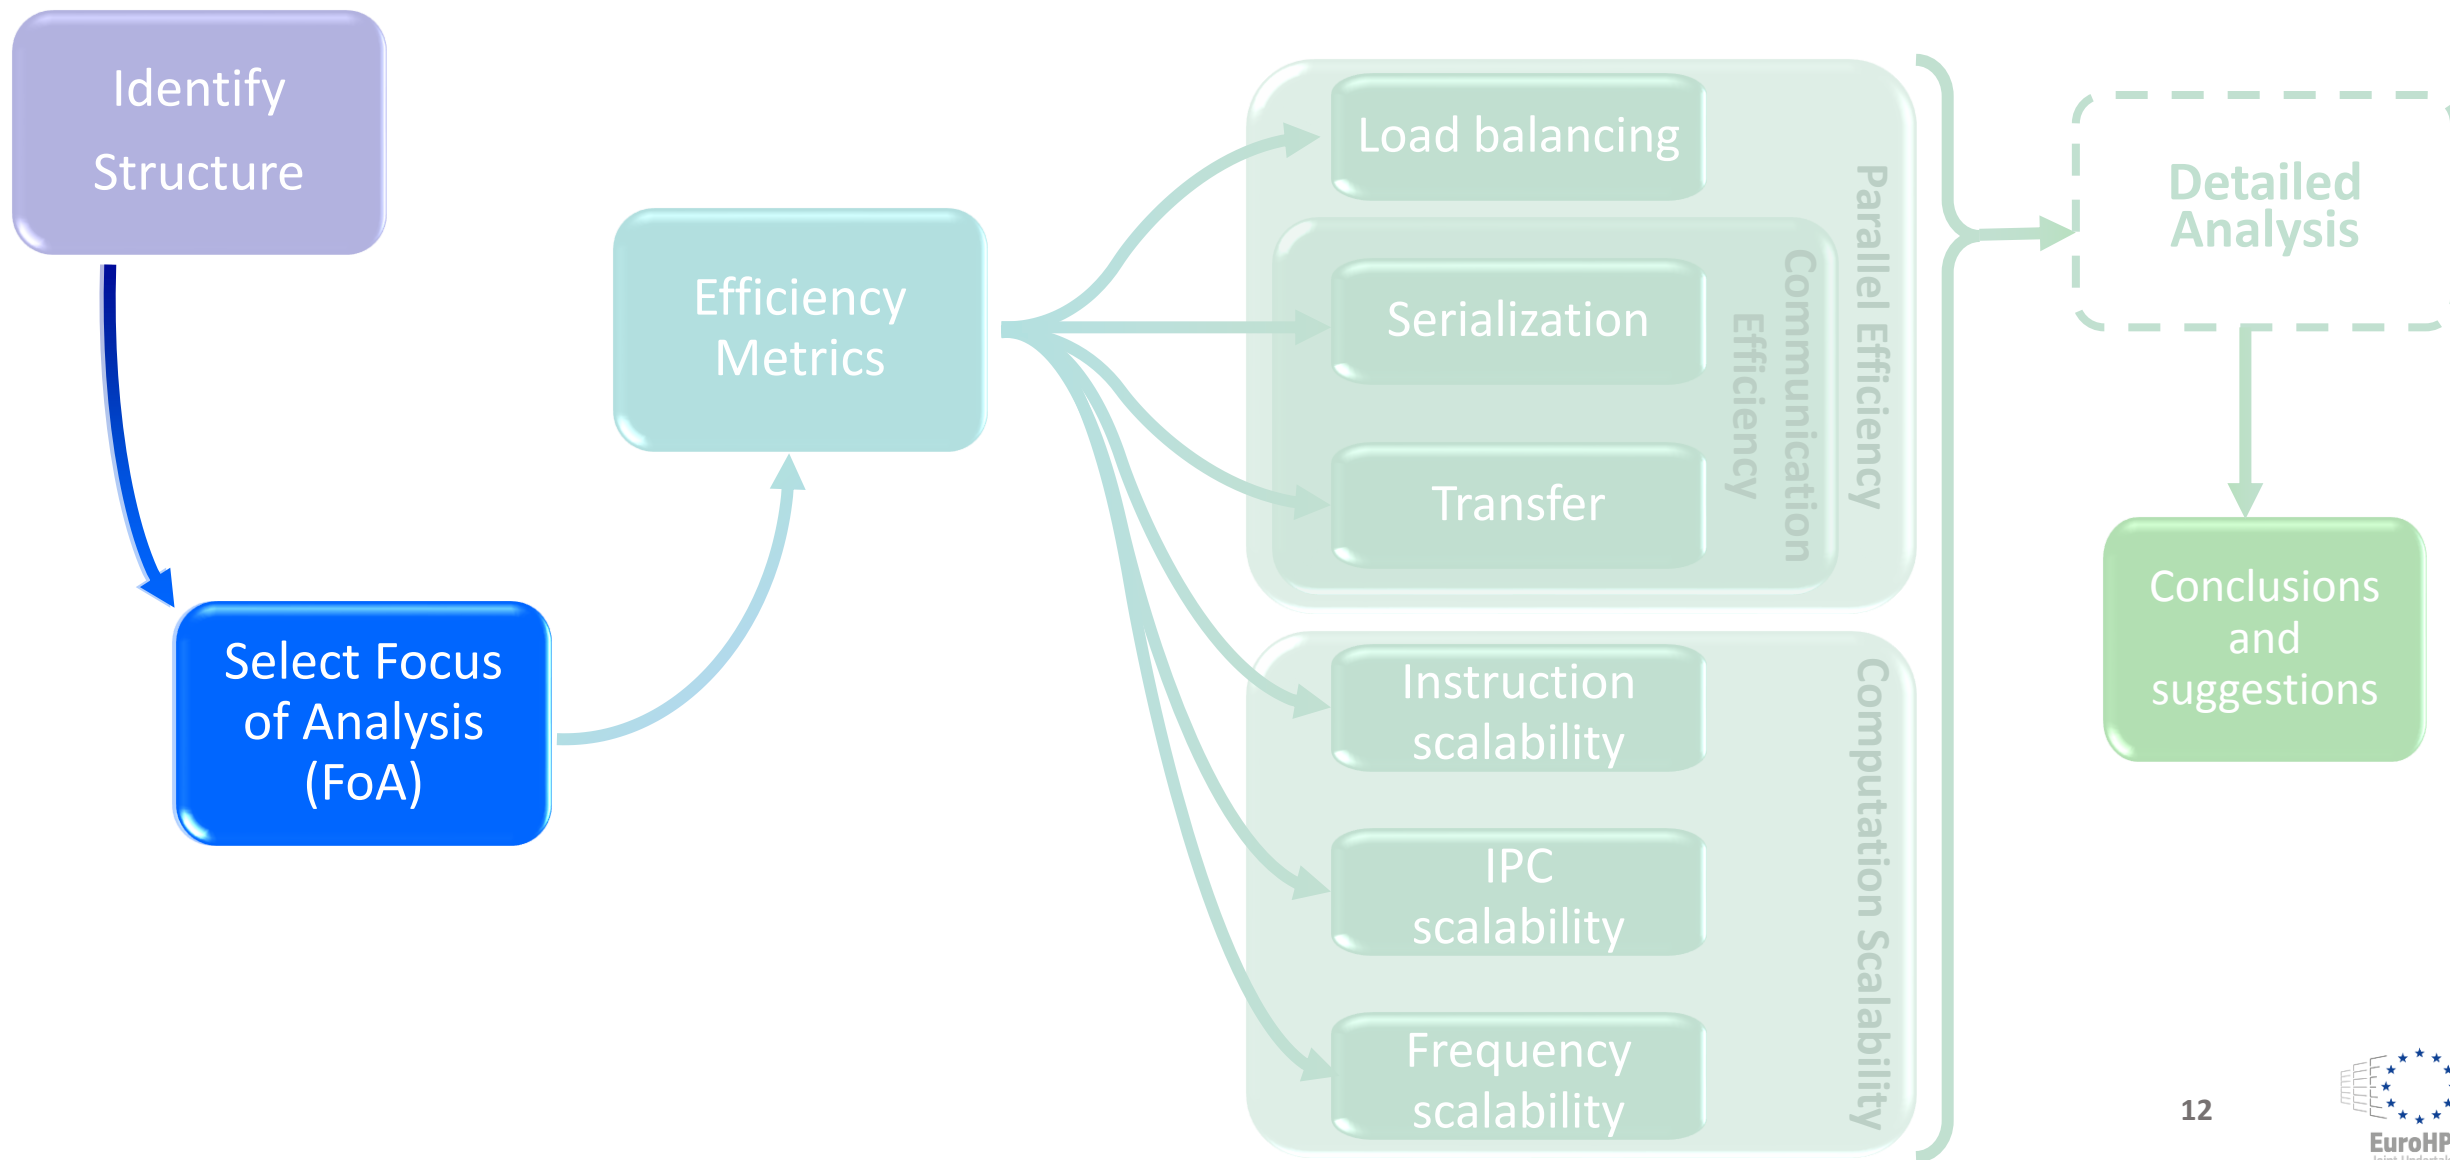 Identify
Structure
Select Focus
of Analysis
(FoA)
Efficiency
Metrics
Load balancing
Serialization
Transfer
Communication
Efficiency
Parallel Efficiency
Instruction
scalability
IPC
scalability
Frequency
scalability
Computation Scalability
Detailed
Analysis
Conclusions
and
suggestions
12
EuroHP